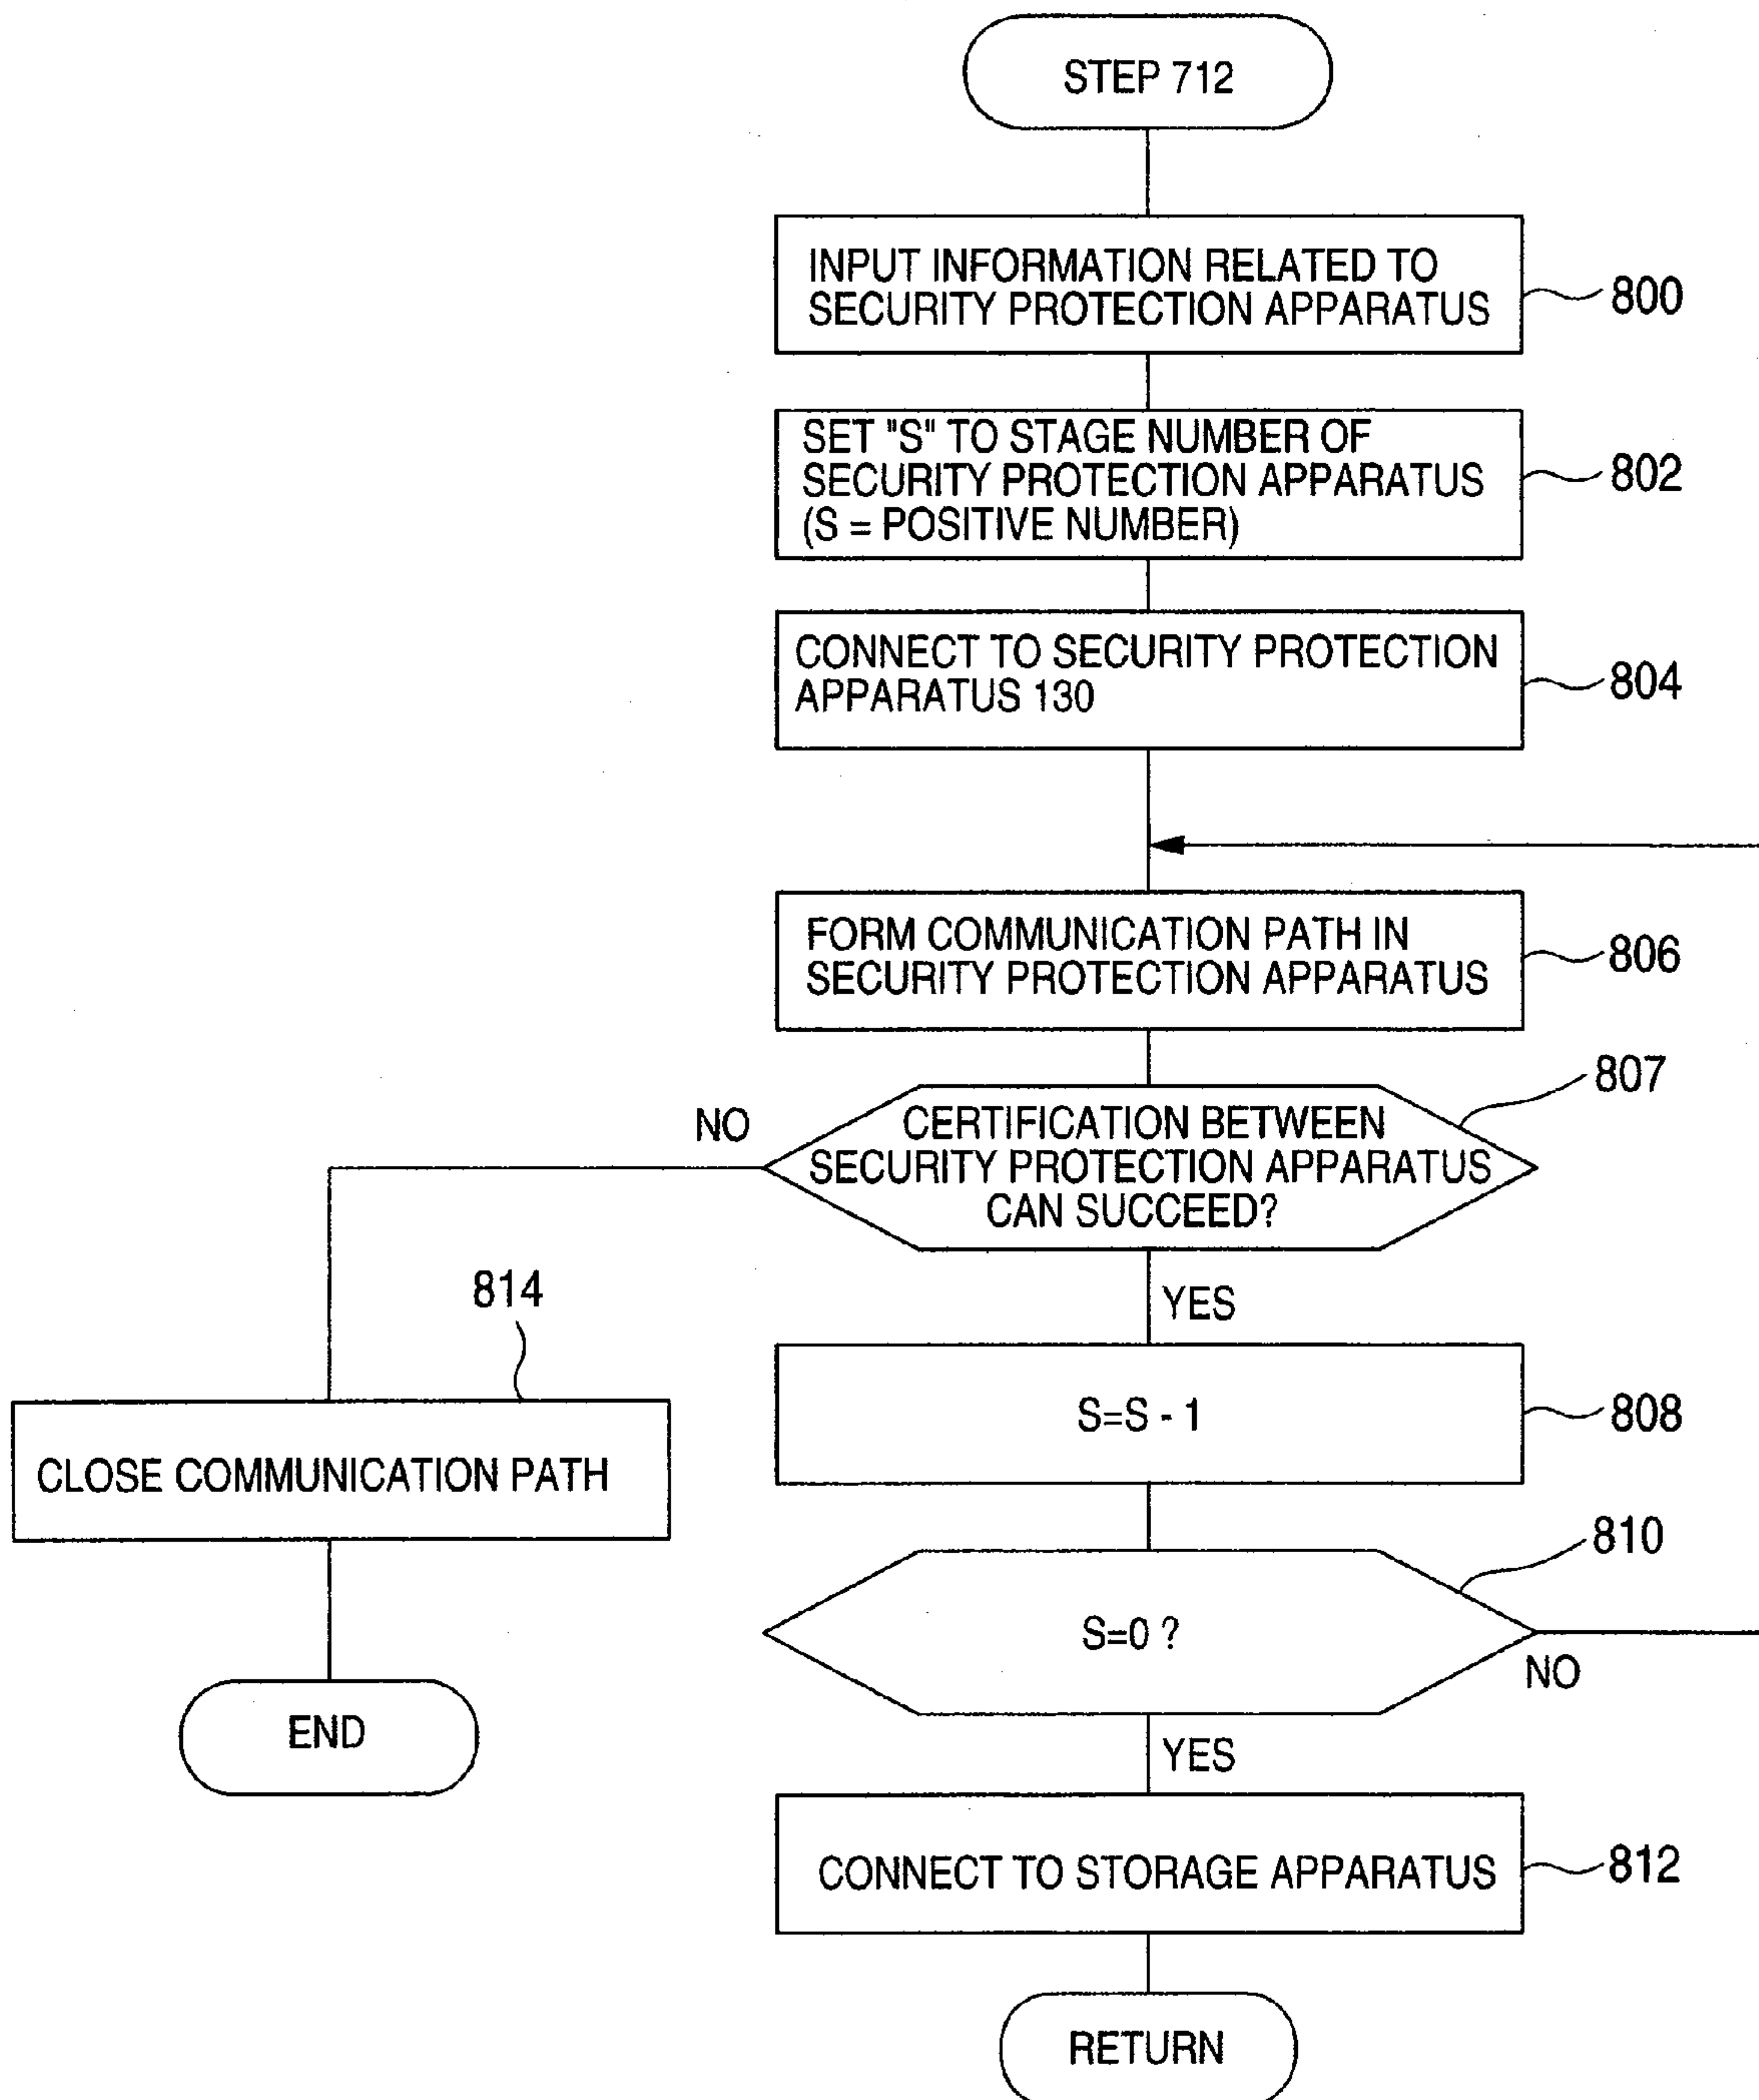 STEP 712
INPUT INFORMATION RELATED TO
SECURITY PROTECTION APPARATUS
800
SET "S" TO STAGE NUMBER OF
SECURITY PROTECTION APPARATUS
(S = POSITIVE NUMBER)
802
CONNECT TO SECURITY PROTECTION
APPARATUS 130
804
FORM COMMUNICATION PATH IN
SECURITY PROTECTION APPARATUS
806
807
NO
CERTIFICATION BETWEEN
SECURITY PROTECTION APPARATUS
CAN SUCCEED?
YES
814
CLOSE COMMUNICATION PATH
END
S=S - 1
808
810
S=0 ?
NO
YES
CONNECT TO STORAGE APPARATUS
812
RETURN